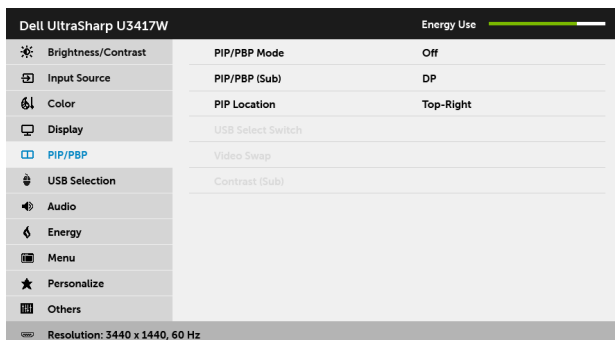 Dell UltraSharp U3417W Energy Use
Brightness/Contrast PIP/PBP Mode Off
Input Source PIP/PBP (Sub) DP
Color PIP Location Top-Right
Display USB Select Switch
PIP/PBP Video Swap
USB Selection Contrast (Sub)
Audio
Energy
Menu
Personalize
Others
Resolution: 3440 x 1440, 60 Hz